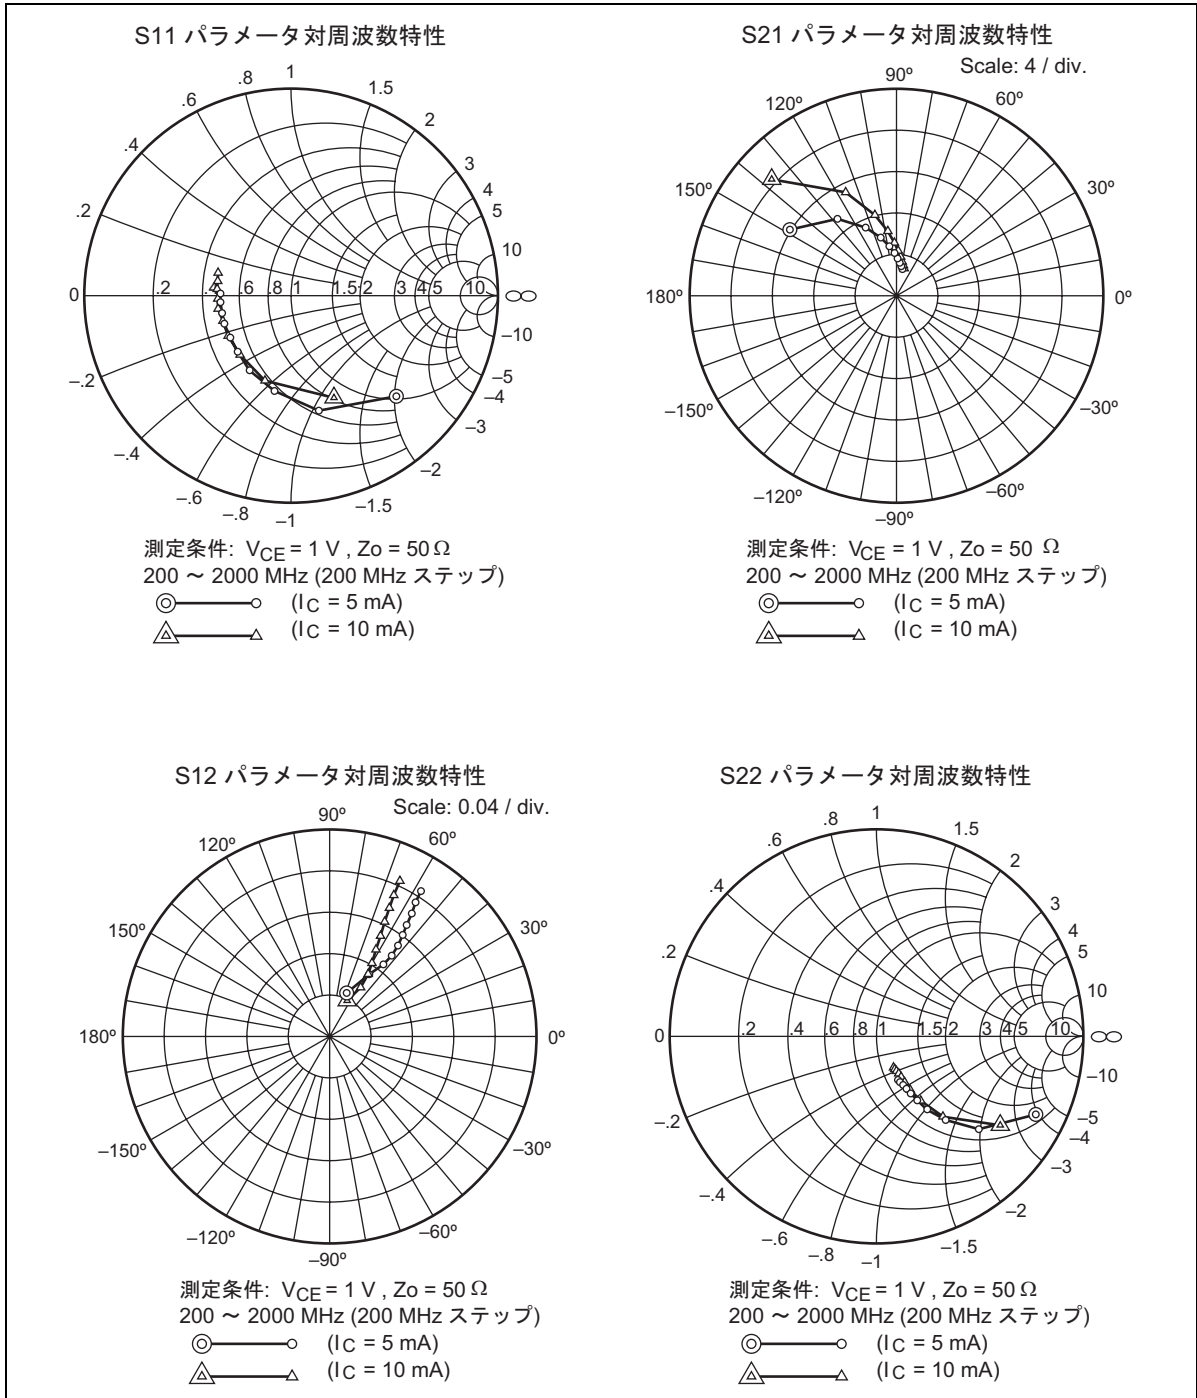 S11 パラメータ対周波数特性
.2
.4
.6
.8
1
1.5
2
3
4
5
10
0
.2
.4
.6
.8
1
1.5
2
3
4
5
10
∞
–10
–5
–4
–3
–2
–1.5
–1
–.8
–.6
–.4
–.2
測定条件: VCE = 1 V , Zo = 50 Ω
200 ～ 2000 MHz (200 MHz ステップ)
(IC = 5 mA)
(IC = 10 mA)
S21 パラメータ対周波数特性
Scale: 4 / div.
90º
120º
60º
150º
30º
180º
0º
–150º
–30º
–120º
–60º
–90º
測定条件: VCE = 1 V , Zo = 50 Ω
200 ～ 2000 MHz (200 MHz ステップ)
(IC = 5 mA)
(IC = 10 mA)
S12 パラメータ対周波数特性
Scale: 0.04 / div.
90º
120º
60º
150º
30º
180º
0º
–150º
–30º
–120º
–60º
–90º
測定条件: VCE = 1 V , Zo = 50 Ω
200 ～ 2000 MHz (200 MHz ステップ)
(IC = 5 mA)
(IC = 10 mA)
S22 パラメータ対周波数特性
.2
.4
.6
.8
1
1.5
2
3
4
5
10
0
.2
.4
.6
.8
1
1.5
2
3
4
5
10
∞
–10
–5
–4
–3
–2
–1.5
–1
–.8
–.6
–.4
–.2
測定条件: VCE = 1 V , Zo = 50 Ω
200 ～ 2000 MHz (200 MHz ステップ)
(IC = 5 mA)
(IC = 10 mA)